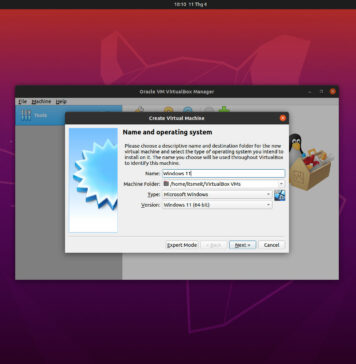 18:10 11 Thg 4
Oracle VM VirtualBox Manager
File Machine Help
Tools
Create Virtual Machine
Name and operating system
Please choose a descriptive name and destination folder for the new
virtual machine and select the type of operating system you intend to
install on it. The name you choose will be used throughout VirtualBox
to identify this machine.
Name: Windows 11
Machine Folder: /home/itsmeit/VirtualBox VMs
Type: Microsoft Windows
Version: Windows 11 (64-bit)
Expert Mode < Back Next > Cancel